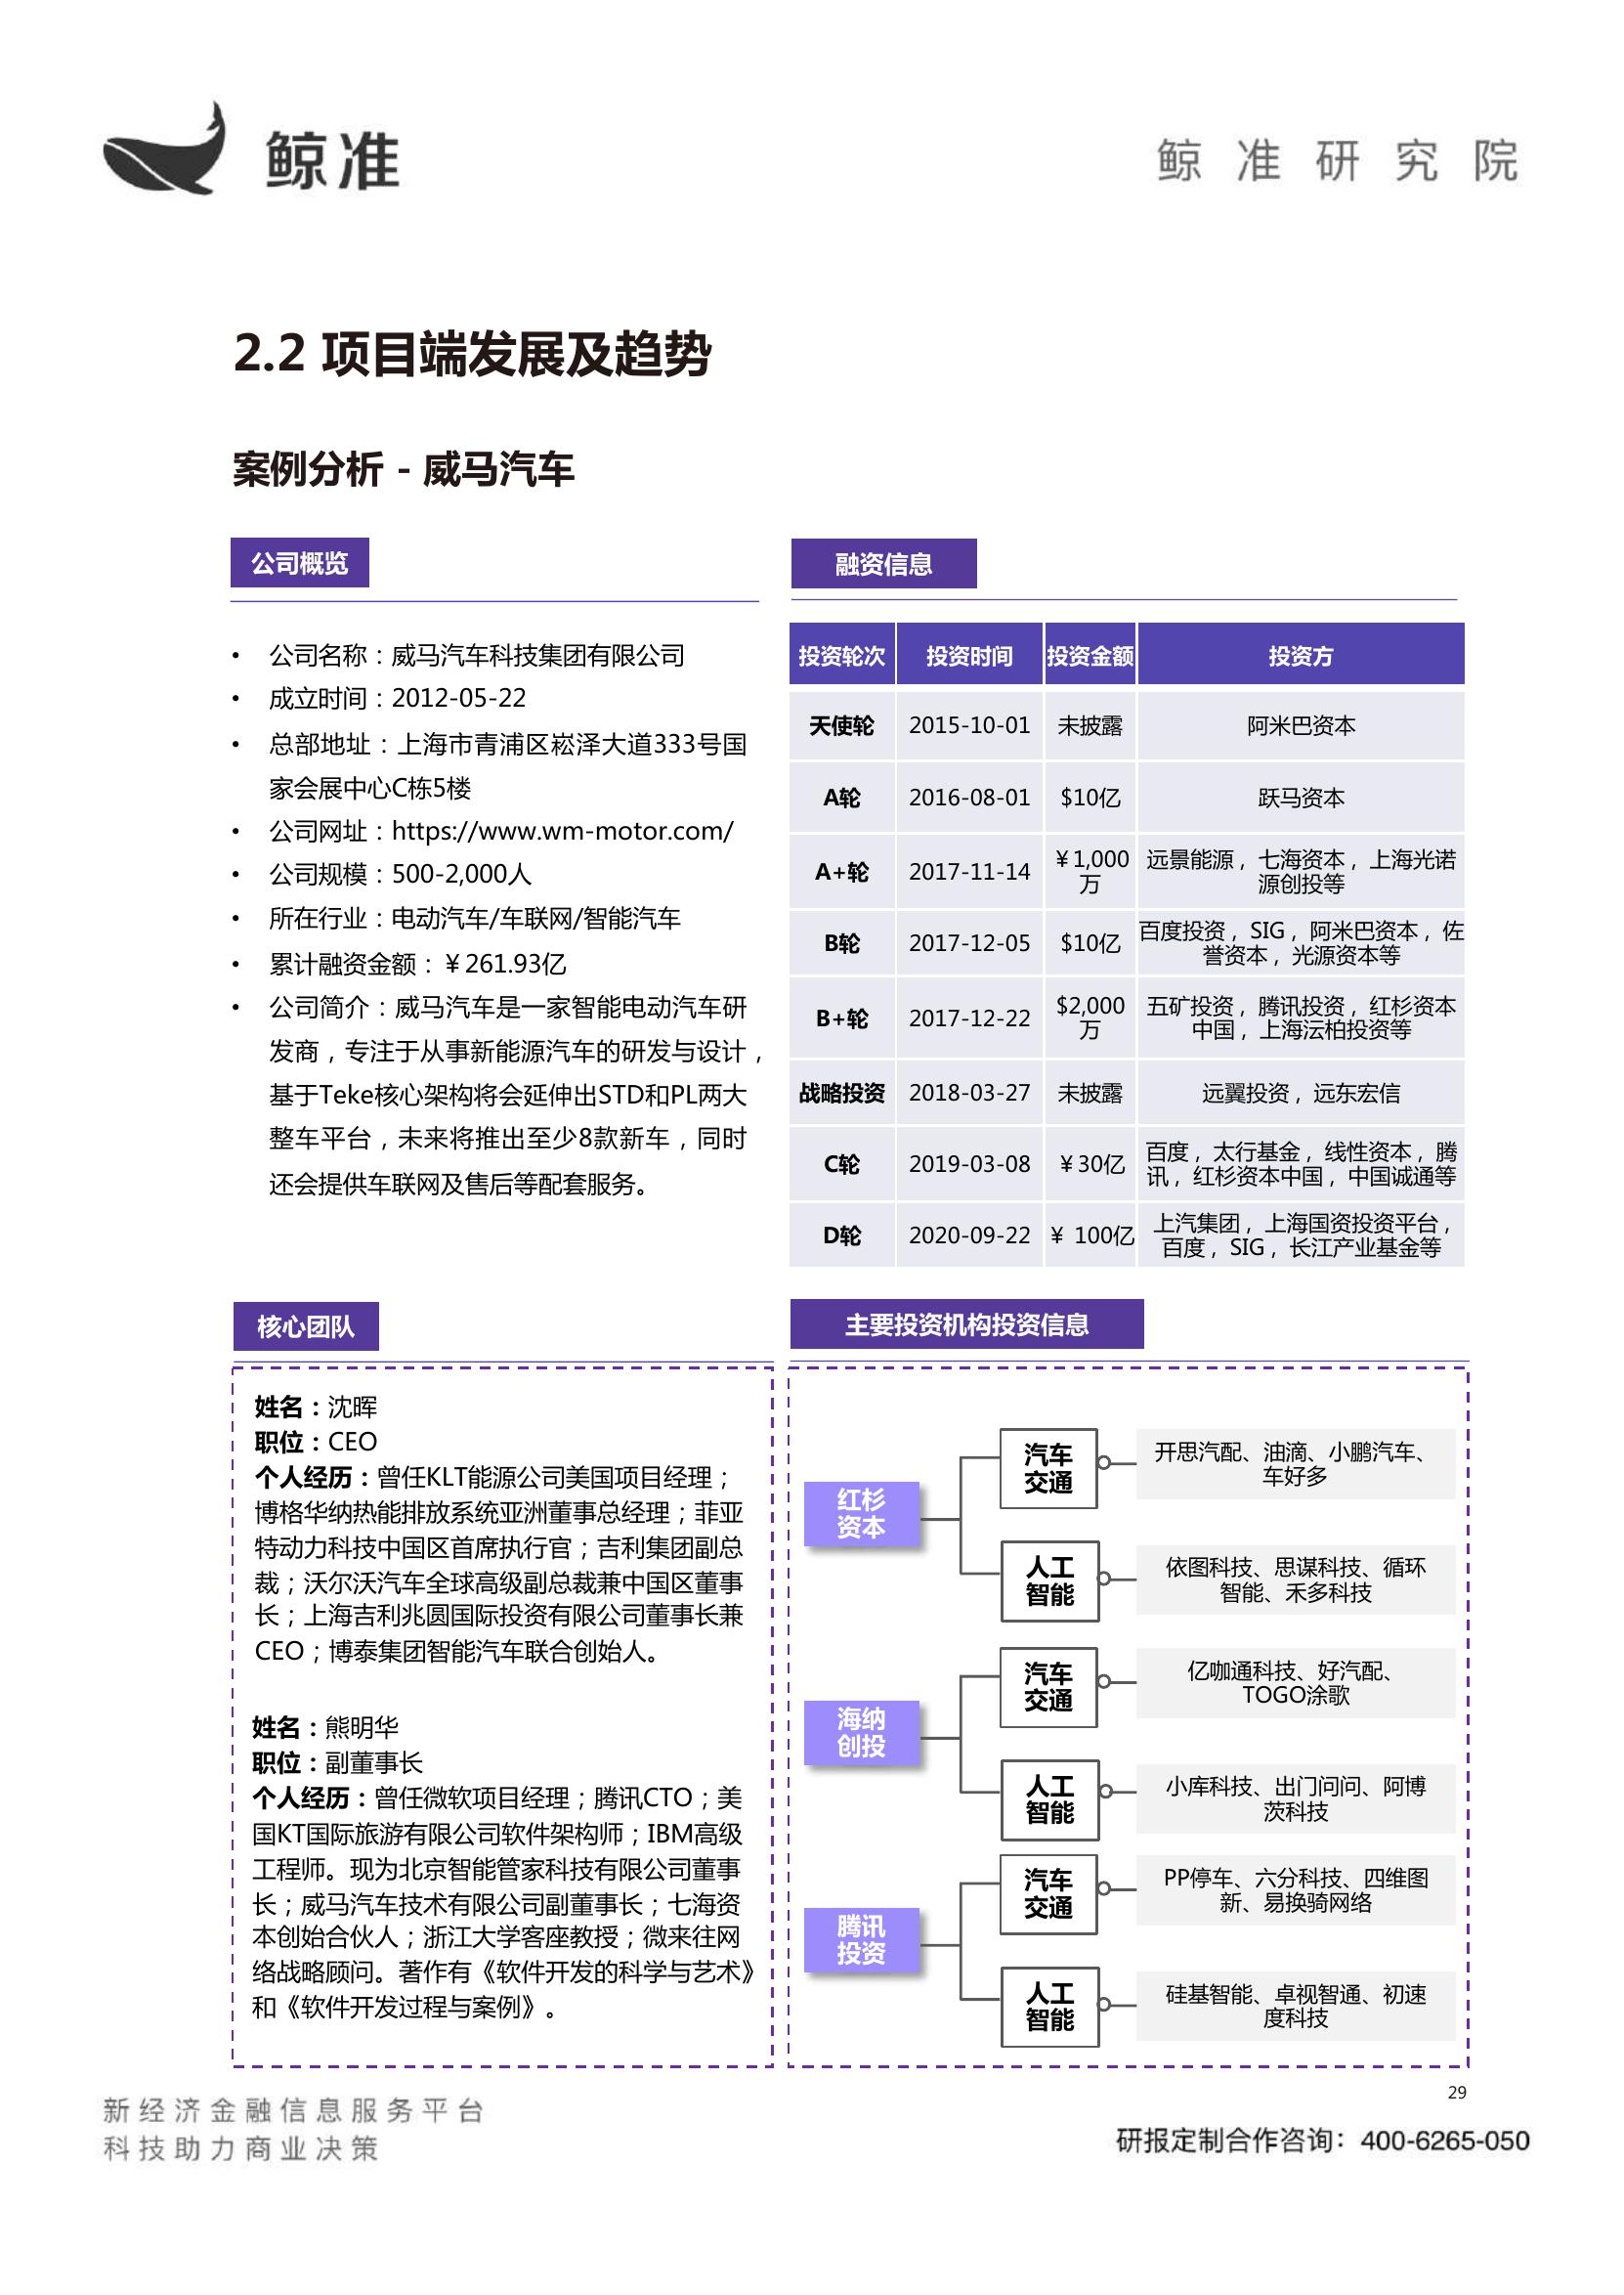 鲸准
鲸准研究院
2.2 项目端发展及趋势
案例分析 - 威马汽车
公司概览
• 公司名称：威马汽车科技集团有限公司
• 成立时间：2012-05-22
• 总部地址：上海市青浦区崧泽大道333号国
家会展中心C栋5楼
• 公司网址：https://www.wm-motor.com/
• 公司规模：500-2,000人
• 所在行业：电动汽车/车联网/智能汽车
• 累计融资金额：￥261.93亿
• 公司简介：威马汽车是一家智能电动汽车研
发商，专注于从事新能源汽车的研发与设计，
基于Teke核心架构将会延伸出STD和PL两大
整车平台，未来将推出至少8款新车，同时
还会提供车联网及售后等配套服务。
融资信息
投资轮次 投资时间 投资金额 投资方
天使轮 2015-10-01 未披露 阿米巴资本
A轮 2016-08-01 $10亿 跃马资本
A+轮 2017-11-14 ￥1,000
万 远景能源，七海资本，上海光诺
源创投等
B轮 2017-12-05 $10亿 百度投资，SIG，阿米巴资本，佐
誉资本，光源资本等
B+轮 2017-12-22 $2,000
万 五矿投资，腾讯投资，红杉资本
中国，上海沄柏投资等
战略投资 2018-03-27 未披露 远翼投资，远东宏信
C轮 2019-03-08 ￥30亿 百度，太行基金，线性资本，腾
讯，红杉资本中国，中国诚通等
D轮 2020-09-22 ￥ 100亿 上汽集团，上海国资投资平台，
百度，SIG，长江产业基金等
核心团队
姓名：沈晖
职位：CEO
个人经历：曾任KLT能源公司美国项目经理；
博格华纳热能排放系统亚洲董事总经理；菲亚
特动力科技中国区首席执行官；吉利集团副总
裁；沃尔沃汽车全球高级副总裁兼中国区董事
长；上海吉利兆圆国际投资有限公司董事长兼
CEO；博泰集团智能汽车联合创始人。
姓名：熊明华
职位：副董事长
个人经历：曾任微软项目经理；腾讯CTO；美
国KT国际旅游有限公司软件架构师；IBM高级
工程师。现为北京智能管家科技有限公司董事
长；威马汽车技术有限公司副董事长；七海资
本创始合伙人；浙江大学客座教授；微来往网
络战略顾问。著作有《软件开发的科学与艺术》
和《软件开发过程与案例》。
主要投资机构投资信息
红杉
资本
汽车
交通
开思汽配、油滴、小鹏汽车、
车好多
人工
智能
依图科技、思谋科技、循环
智能、禾多科技
海纳
创投
汽车
交通
亿咖通科技、好汽配、
TOGO涂歌
人工
智能
小库科技、出门问问、阿博
茨科技
腾讯
投资
汽车
交通
PP停车、六分科技、四维图
新、易换骑网络
人工
智能
硅基智能、卓视智通、初速
度科技
29
新经济金融信息服务平台
科技助力商业决策
研报定制合作咨询：400-6265-050